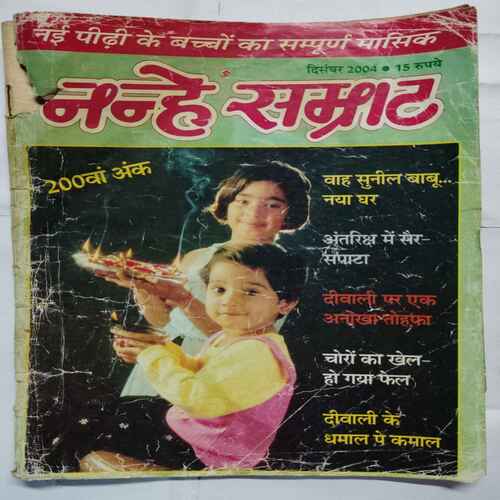 नई पीढ़ी के बच्चों का सम्पूर्ण मासिक
दिसंबर 2004 • 15 रुपये
नन्हे सम्राट
200वां अंक
वाह सुनील बाबू...
नया घर
अंतरिक्ष में सैर-
सपाटा
दीवाली पर एक
अनोखा तोहफा
चोरों का खेल-
हो गया फेल
दीवाली के
धमाल पे कमाल